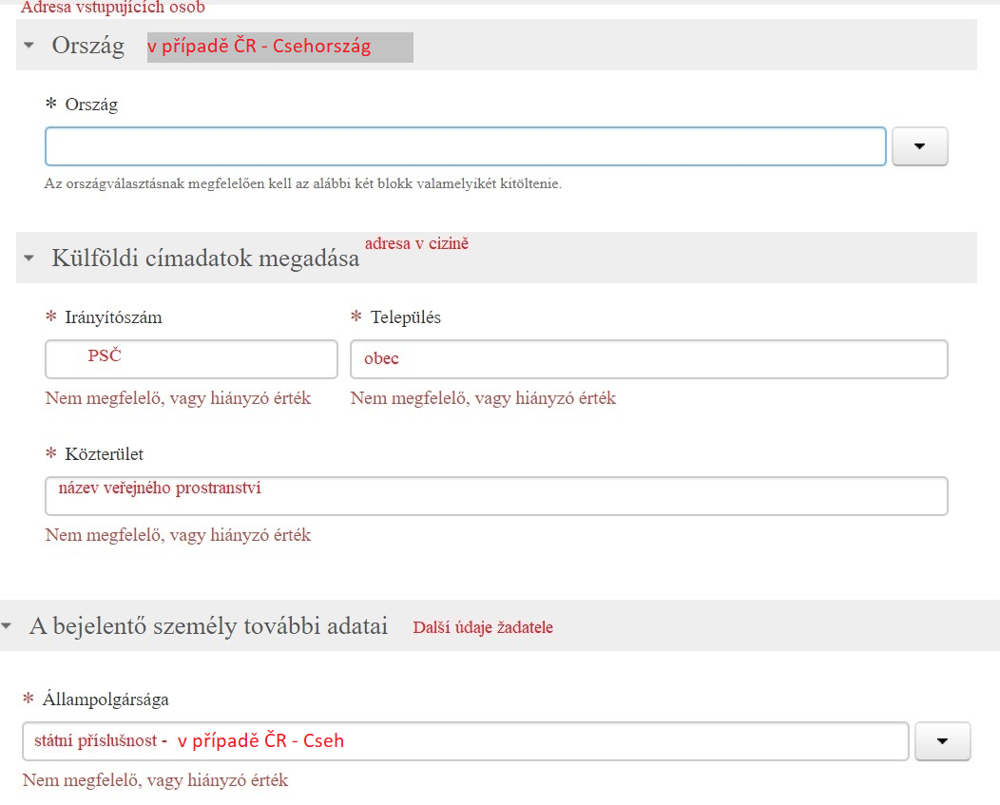 Adresa vstupujících osob
Ország v případě ČR - Csehország
* Ország
Az országválasztásnak megfelelően kell az alábbi két blokk valamelyikét kitöltenie.
Külföldi címadatok megadása adresa v cizině
* Irányítószám * Település
PSČ obec
Nem megfelelő, vagy hiányzó érték Nem megfelelő, vagy hiányzó érték
* Közterület
název veřejného prostranství
Nem megfelelő, vagy hiányzó érték
A bejelentő személy további adatai Další údaje žadatele
* Állampolgársága
státní příslušnost - v případě ČR - Cseh
Nem megfelelő, vagy hiányzó érték